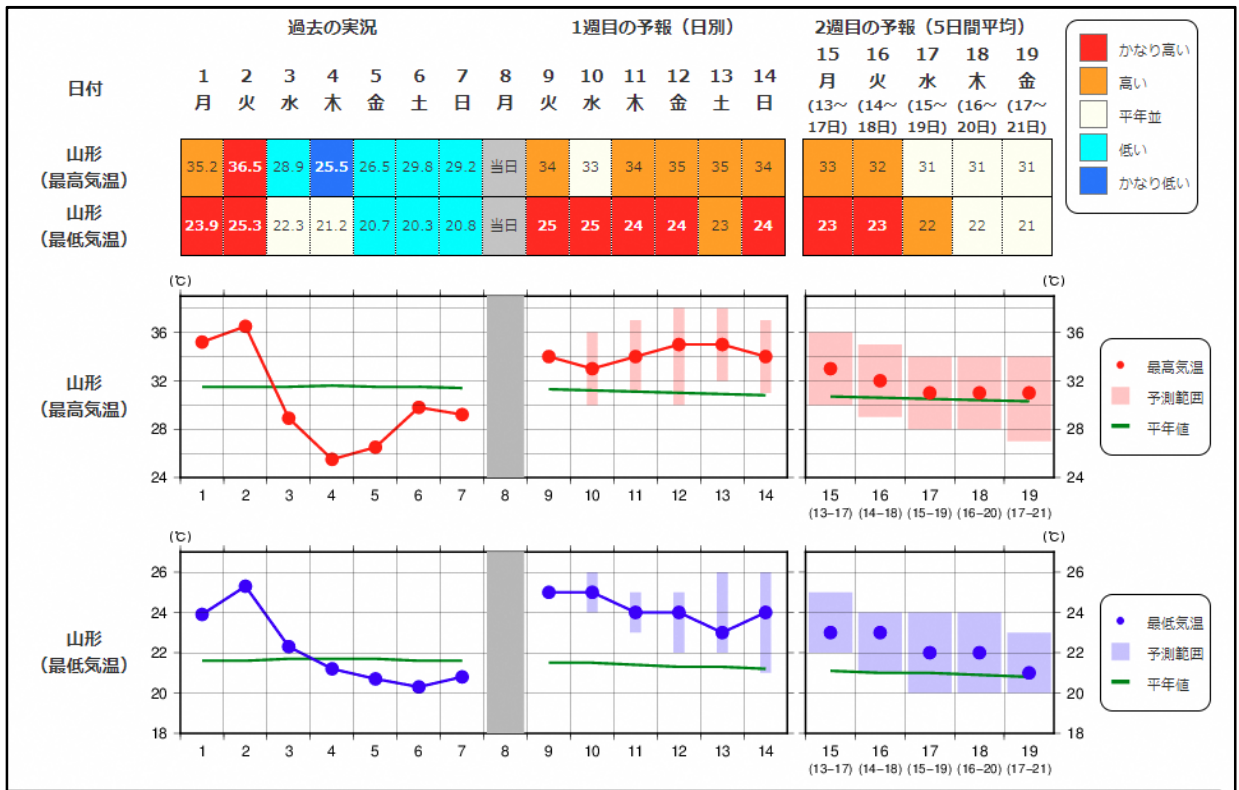 過去の実況 1週目の予報（日別） 2週目の予報（5日間平均）
日付
1 2 3 4 5 6 7 8 9 10 11 12 13 14 15 16 17 18 19
月 火 水 木 金 土 日 月 火 水 木 金 土 日 月 火 水 木 金
(13～ (14～ (15～ (16～ (17～
17日) 18日) 19日) 20日) 21日)
山形
（最高気温）
35.2 36.5 28.9 25.5 26.5 29.8 29.2 当日 34 33 34 35 35 34 33 32 31 31 31
山形
（最低気温）
23.9 25.3 22.3 21.2 20.7 20.3 20.8 当日 25 25 24 24 23 24 23 23 22 22 21
かなり高い
高い
平年並
低い
かなり低い
(℃) (℃)
山形
（最高気温）
36 36
32 32
28 28
24 24
1 2 3 4 5 6 7 8 9 10 11 12 13 14 15 16 17 18 19
(13–17) (14–18) (15–19) (16–20) (17–21)
最高気温
予測範囲
平年値
(℃) (℃)
山形
（最低気温）
26 26
24 24
22 22
20 20
18 18
1 2 3 4 5 6 7 8 9 10 11 12 13 14 15 16 17 18 19
(13–17) (14–18) (15–19) (16–20) (17–21)
最低気温
予測範囲
平年値